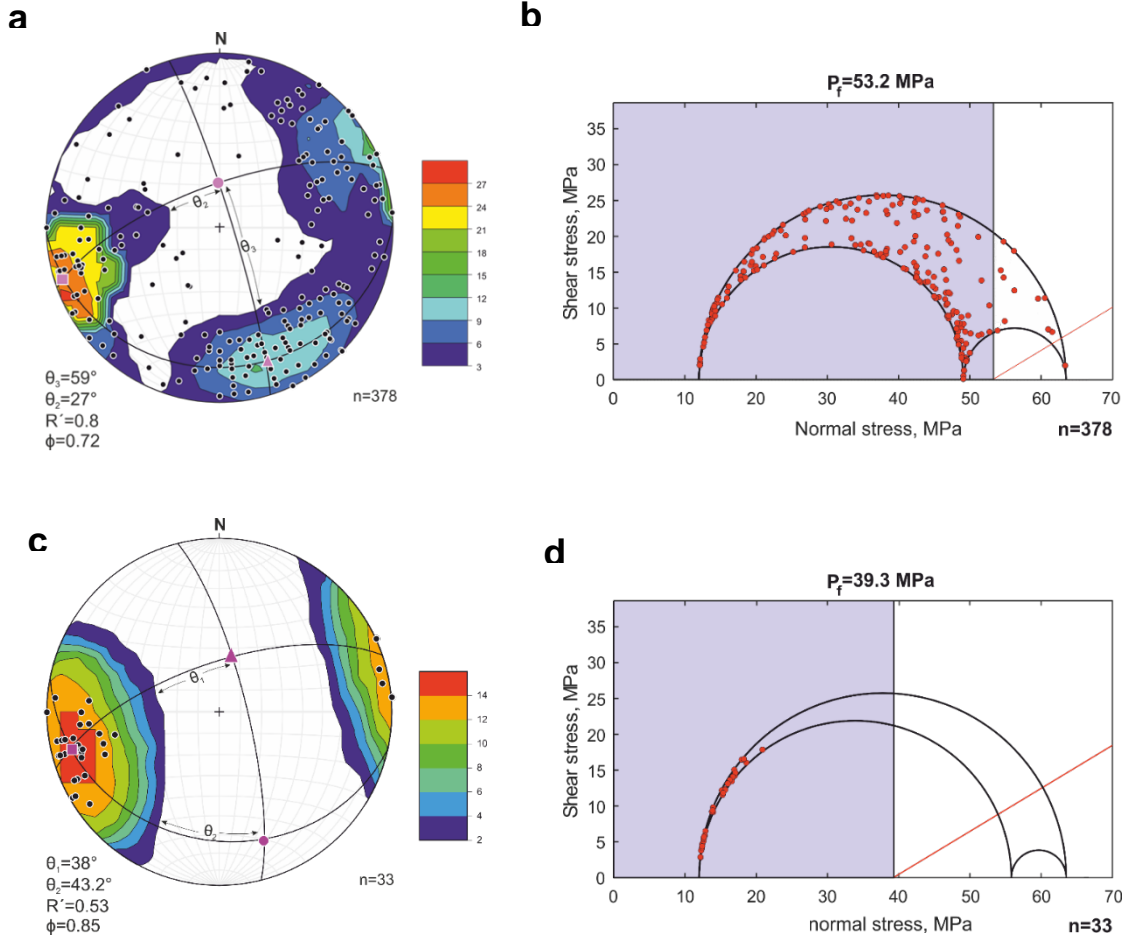 a
N
θ₂
θ₃
θ₃=59°
θ₂=27°
R´=0.8
ϕ=0.72
n=378
27
24
21
18
15
12
9
6
3
b
P_f=53.2 MPa
Shear stress, MPa
35
30
25
20
15
10
5
0
0 10 20 30 40 50 60 70
Normal stress, MPa
n=378
c
N
θ₁
θ₂
θ₁=38°
θ₂=43.2°
R´=0.53
ϕ=0.85
n=33
14
12
10
8
6
4
2
d
P_f=39.3 MPa
Shear stress, MPa
35
30
25
20
15
10
5
0
0 10 20 30 40 50 60 70
normal stress, MPa
n=33